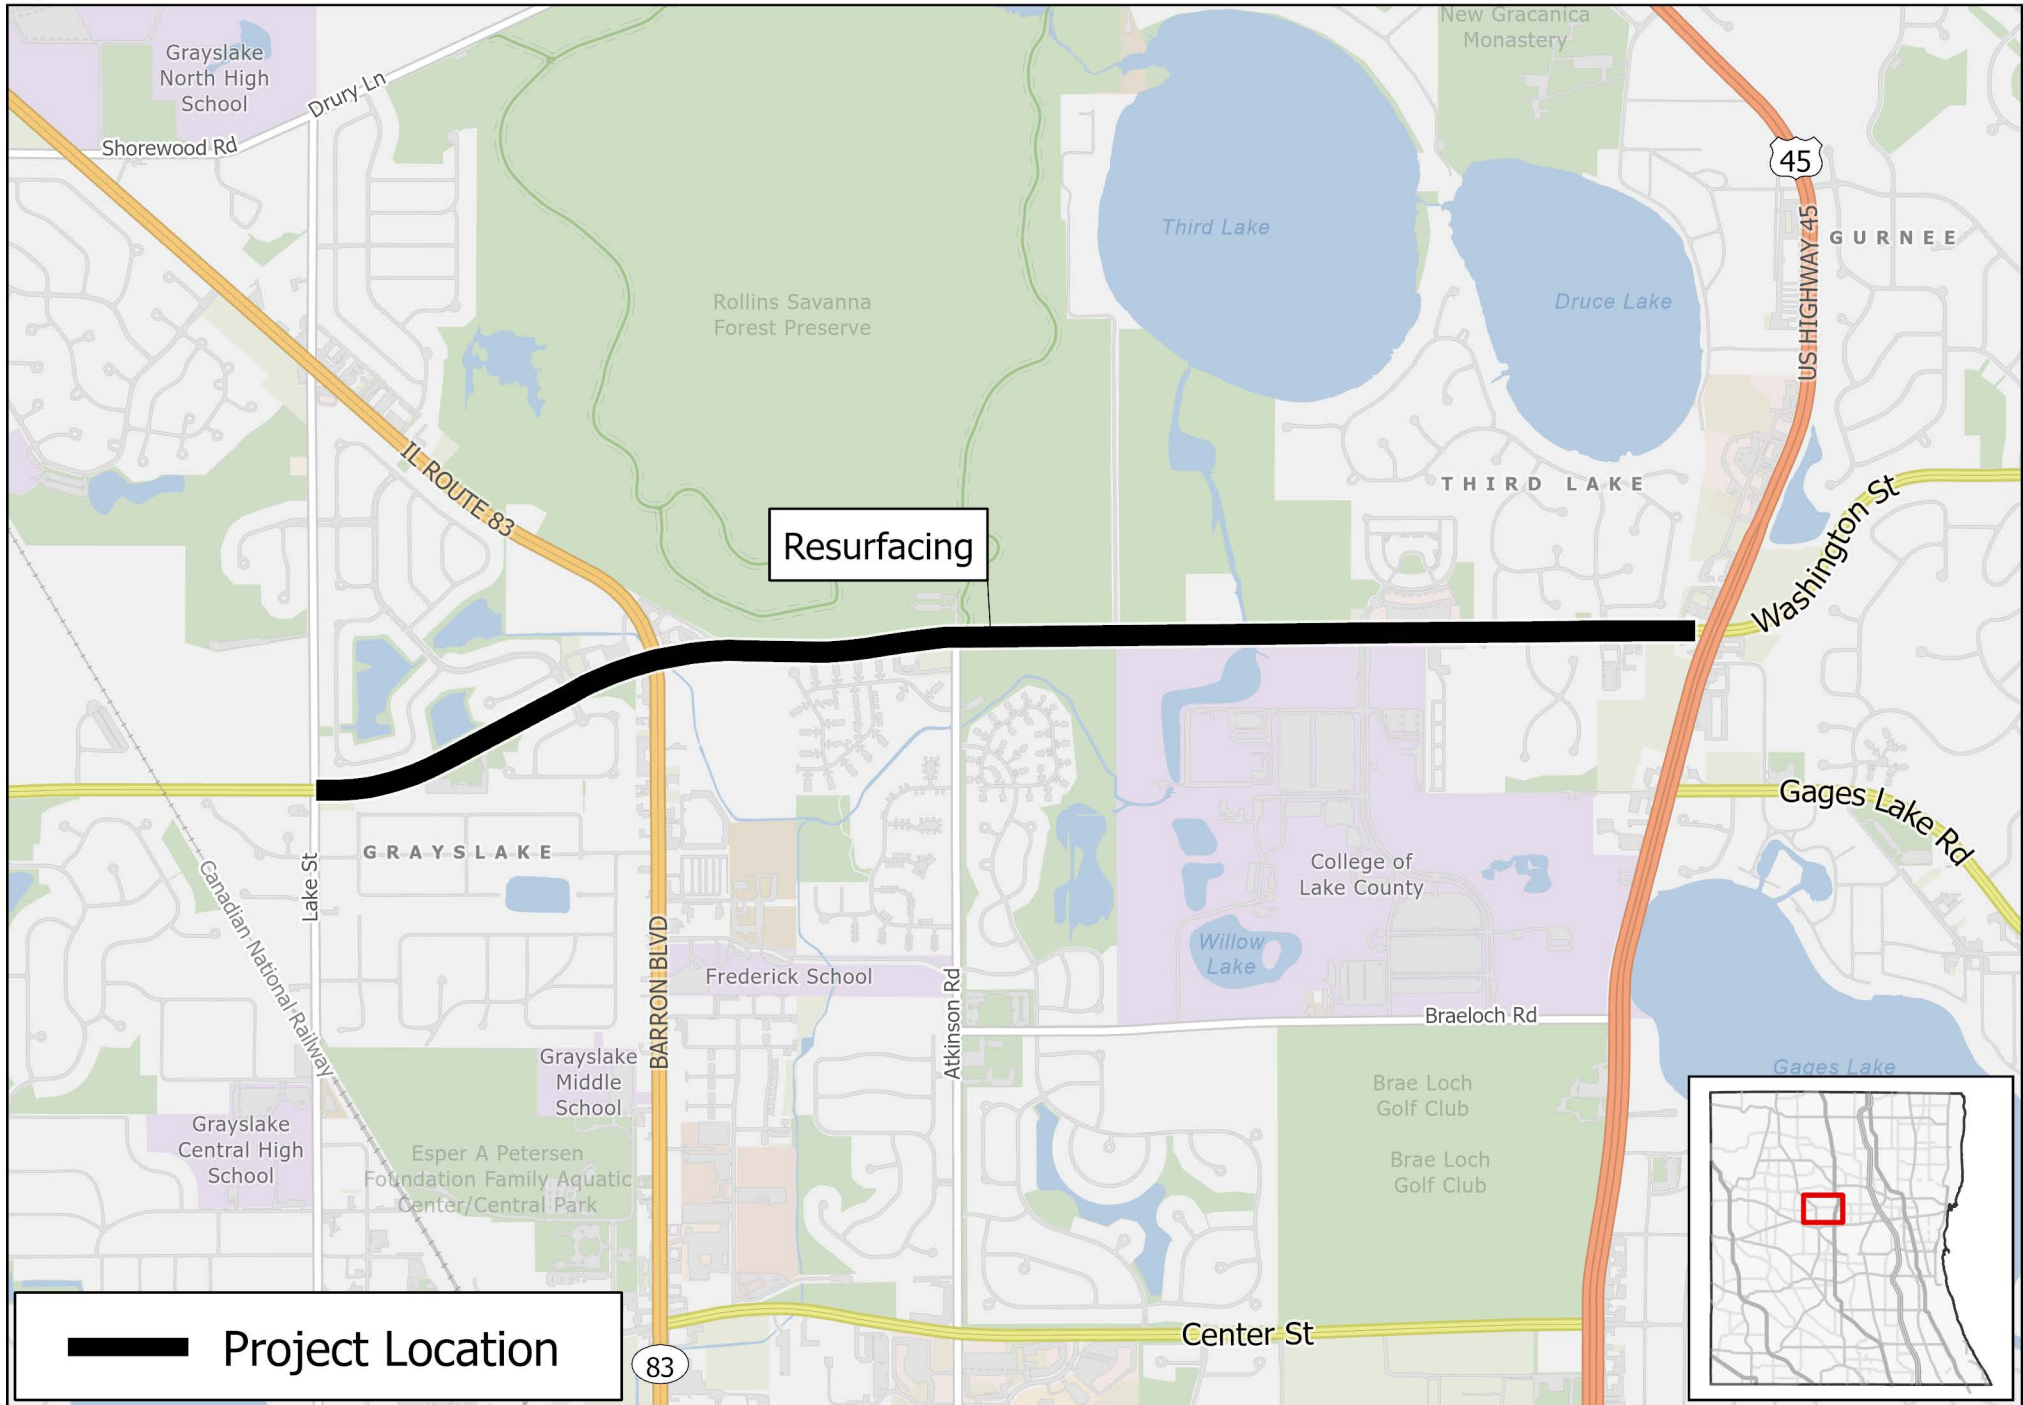 New Gracanica
Monastery
Grayslake
North High
School
Drury Ln
Shorewood Rd
45
US HIGHWAY 45
GURNEE
Third Lake
Druce Lake
Rollins Savanna
Forest Preserve
IL ROUTE 83
THIRD LAKE
Washington St
Resurfacing
Gages Lake Rd
GRAYSLAKE
Lake St
Canadian National Railway
College of
Lake County
BARRON BLVD
Willow
Lake
Frederick School
Atkinson Rd
Braeloch Rd
Grayslake
Middle
School
Gages Lake
Brae Loch
Golf Club
Grayslake
Central High
School
Esper A Petersen
Foundation Family Aquatic
Center/Central Park
Brae Loch
Golf Club
Center St
Project Location
83